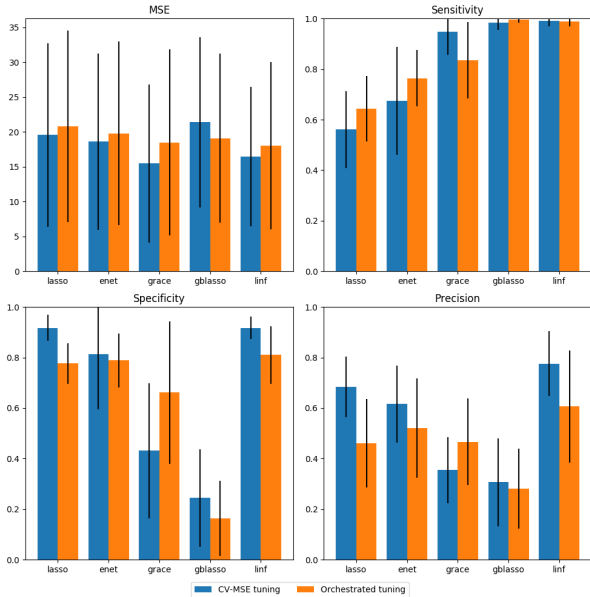 MSE
35
30
25
20
15
10
5
0
lasso enet grace gblasso linf
Sensitivity
1.0
0.8
0.6
0.4
0.2
0.0
lasso enet grace gblasso linf
Specificity
1.0
0.8
0.6
0.4
0.2
0.0
lasso enet grace gblasso linf
Precision
1.0
0.8
0.6
0.4
0.2
0.0
lasso enet grace gblasso linf
CV-MSE tuning Orchestrated tuning